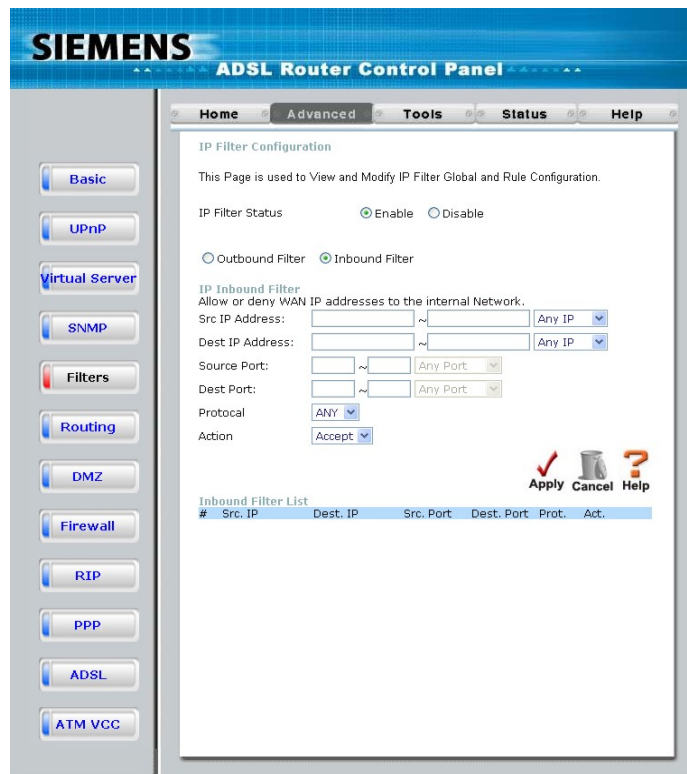 SIEMENS
ADSL Router Control Panel
Home Advanced Tools Status Help
Basic
UPnP
Virtual Server
SNMP
Filters
Routing
DMZ
Firewall
RIP
PPP
ADSL
ATM VCC
IP Filter Configuration
This Page is used to View and Modify IP Filter Global and Rule Configuration.
IP Filter Status Enable Disable
Outbound Filter Inbound Filter
IP Inbound Filter
Allow or deny WAN IP addresses to the internal Network.
Src IP Address: ~ Any IP
Dest IP Address: ~ Any IP
Source Port: ~ Any Port
Dest Port: ~ Any Port
Protocal ANY
Action Accept
Apply Cancel Help
Inbound Filter List
# Src. IP Dest. IP Src. Port Dest. Port Prot. Act.